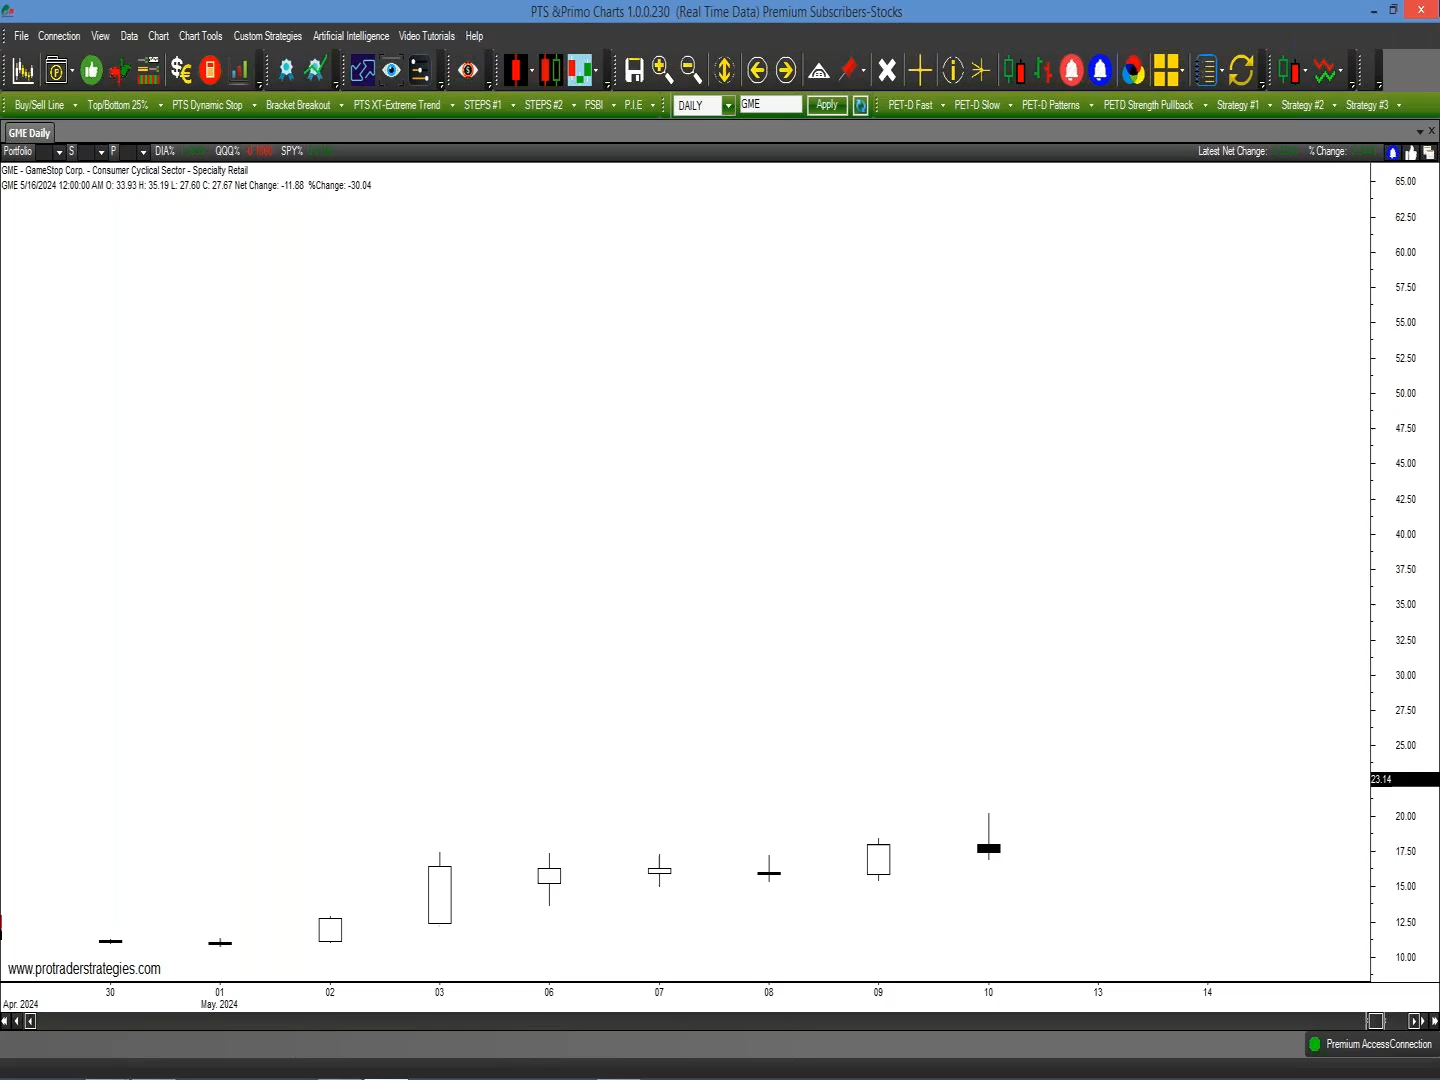 PTS &Primo Charts 1.0.0.230 (Real Time Data) Premium Subscribers-Stocks
File Connection View Data Chart Chart Tools Custom Strategies Artificial Intelligence Video Tutorials Help
Buy/Sell Line Top/Bottom 25% PTS Dynamic Stop Bracket Breakout PTS XT-Extreme Trend STEPS #1 STEPS #2 PSBI P.I.E DAILY GME Apply PET-D Fast PET-D Slow PET-D Patterns PETD Strength Pullback Strategy #1 Strategy #2 Strategy #3
GME Daily
Portfolio S P DIA% QQQ% SPY% Latest Net Change: % Change:
GME - GameStop Corp. - Consumer Cyclical Sector - Specialty Retail
GME 5/16/2024 12:00:00 AM O: 33.93 H: 35.19 L: 27.60 C: 27.67 Net Change: -11.88 %Change: -30.04
65.00
62.50
60.00
57.50
55.00
52.50
50.00
47.50
45.00
42.50
40.00
37.50
35.00
32.50
30.00
27.50
25.00
23.14
20.00
17.50
15.00
12.50
10.00
www.protraderstrategies.com
30 01 02 03 06 07 08 09 10 13 14
Apr. 2024 May. 2024
Premium AccessConnection